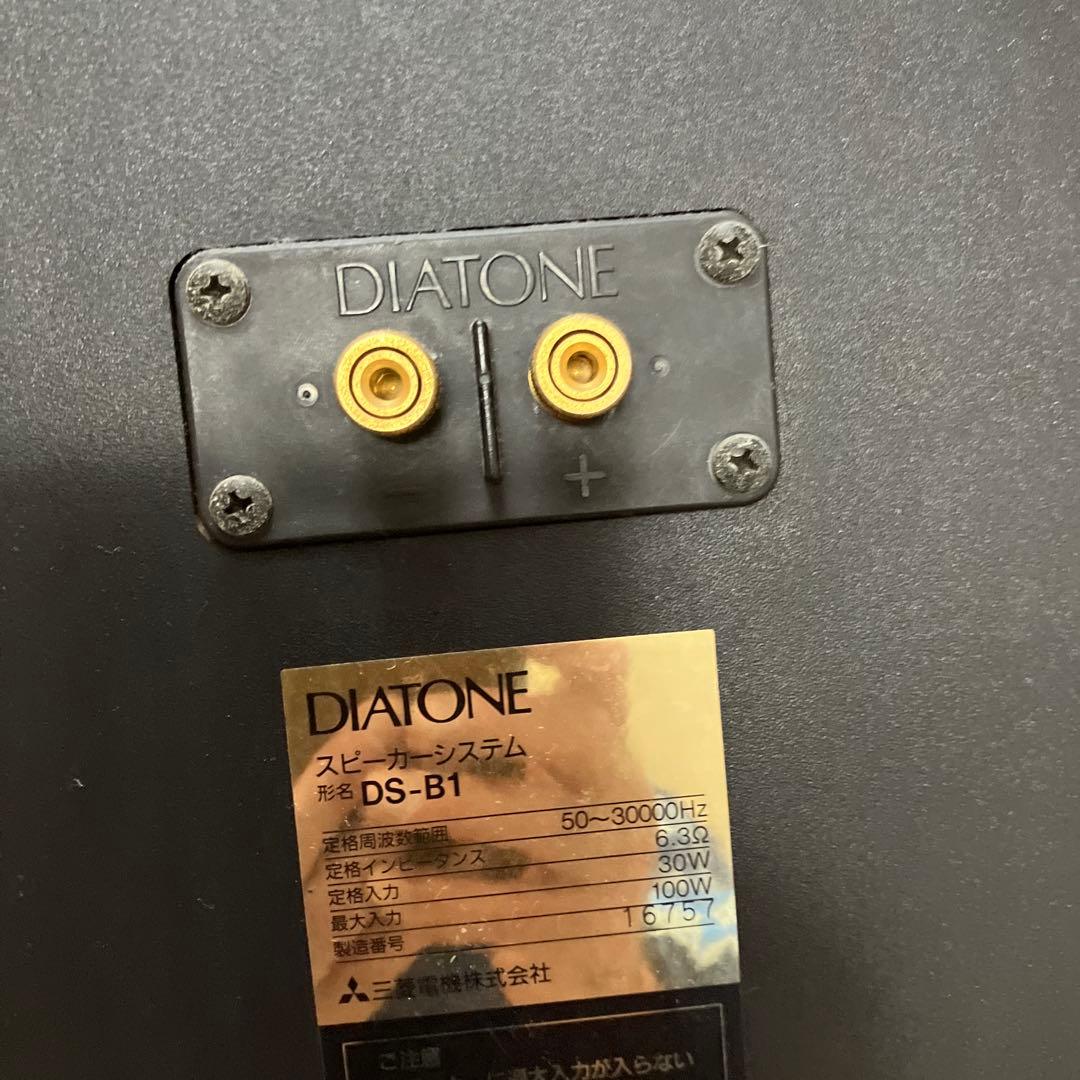 DIATONE
− +
DIATONE
スピーカーシステム
形名 DS-B1
定格周波数範囲 50～30000Hz
定格インピータンス 6.3Ω
定格入力 30W
最大入力 100W
製造番号 16757
三菱電機株式会社
ご注意
に過大入力が入らない